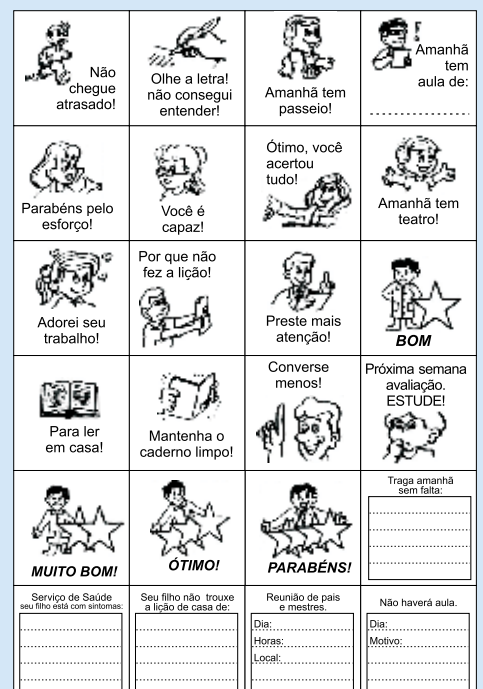 Não
chegue
atrasado!
Olhe a letra!
não consegui
entender!
Amanhã tem
passeio!
Amanhã
tem
aula de:
Parabéns pelo
esforço!
Você é
capaz!
Ótimo, você
acertou
tudo!
Amanhã tem
teatro!
Adorei seu
trabalho!
Por que não
fez a lição!
Preste mais
atenção!
BOM
Para ler
em casa!
Mantenha o
caderno limpo!
Converse
menos!
Próxima semana
avaliação.
ESTUDE!
MUITO BOM!
ÓTIMO!
PARABÉNS!
Traga amanhã
sem falta:
Serviço de Saúde
seu filho está com sintomas:
Seu filho não trouxe
a lição de casa de:
Reunião de pais
e mestres.
Dia:
Horas:
Local:
Não haverá aula.
Dia:
Motivo: